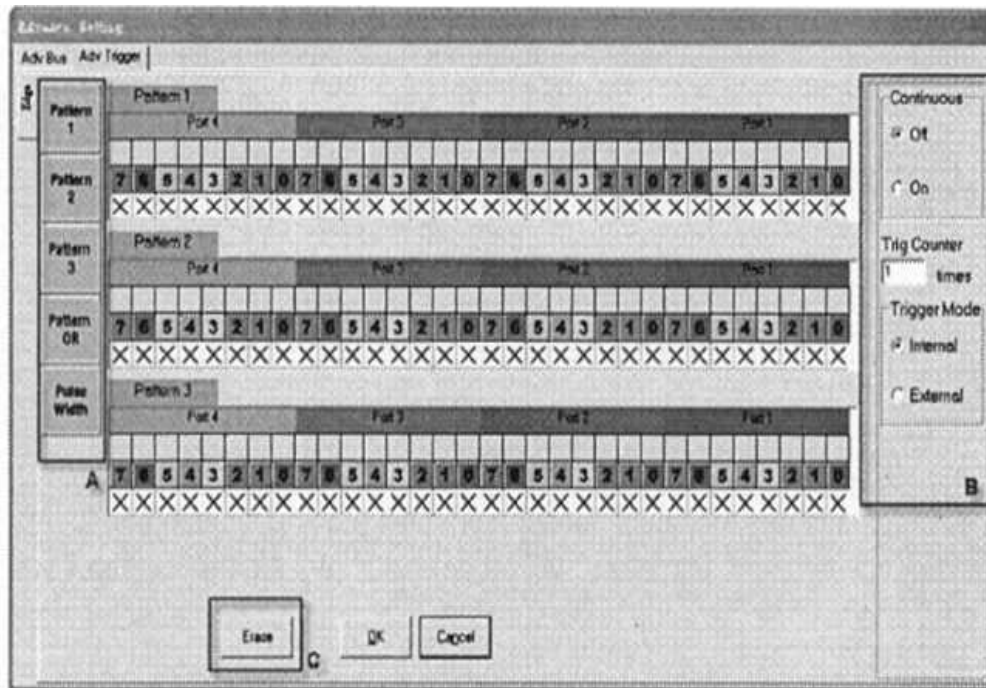 Adv Bus Adv Trigger
Edge
Pattern 1
Pattern 2
Pattern 3
Pattern OR
Pulse Width
A
Pattern 1
Port 4 Port 3 Port 2 Port 1
7 6 5 4 3 2 1 0 7 6 5 4 3 2 1 0 7 6 5 4 3 2 1 0 7 6 5 4 3 2 1 0
X X X X X X X X X X X X X X X X X X X X X X X X X X X X X X X X
Pattern 2
Port 4 Port 3 Port 2 Port 1
7 6 5 4 3 2 1 0 7 6 5 4 3 2 1 0 7 6 5 4 3 2 1 0 7 6 5 4 3 2 1 0
X X X X X X X X X X X X X X X X X X X X X X X X X X X X X X X X
Pattern 3
Port 4 Port 3 Port 2 Port 1
7 6 5 4 3 2 1 0 7 6 5 4 3 2 1 0 7 6 5 4 3 2 1 0 7 6 5 4 3 2 1 0
X X X X X X X X X X X X X X X X X X X X X X X X X X X X X X X X
Continuous
Off
On
Trig Counter
1 times
Trigger Mode
Internal
External
B
Erase
C
OK
Cancel